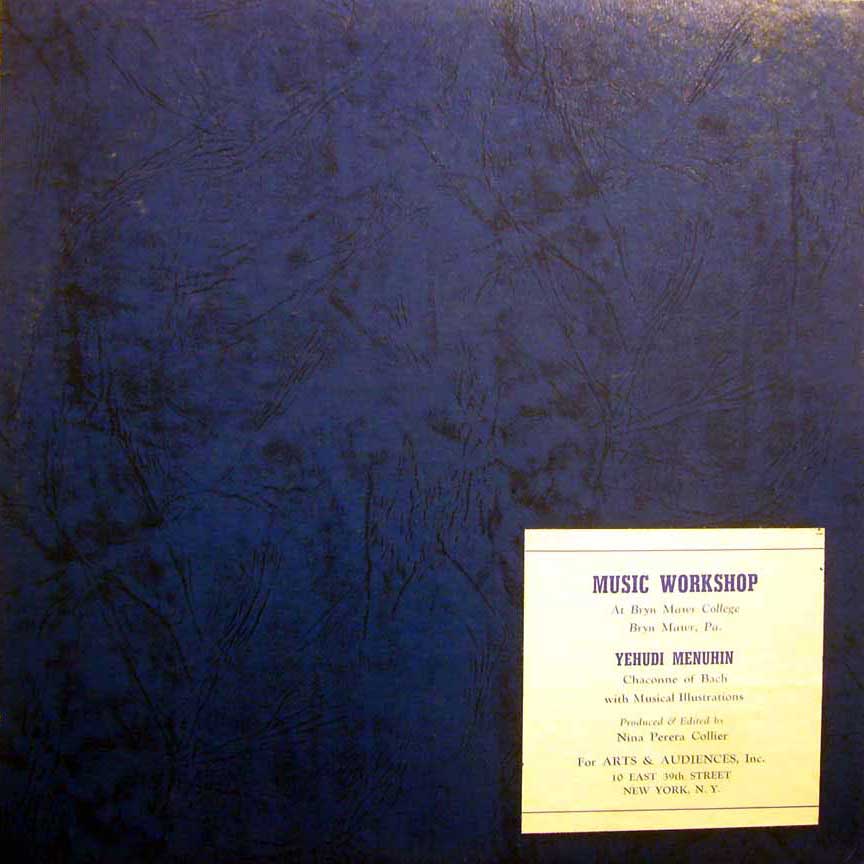 MUSIC WORKSHOP
At Bryn Mawr College
Bryn Mawr, Pa.
YEHUDI MENUHIN
Chaconne of Bach
with Musical Illustrations
Produced & Edited by
Nina Perera Collier
For ARTS & AUDIENCES, Inc.
10 EAST 39th STREET
NEW YORK, N. Y.